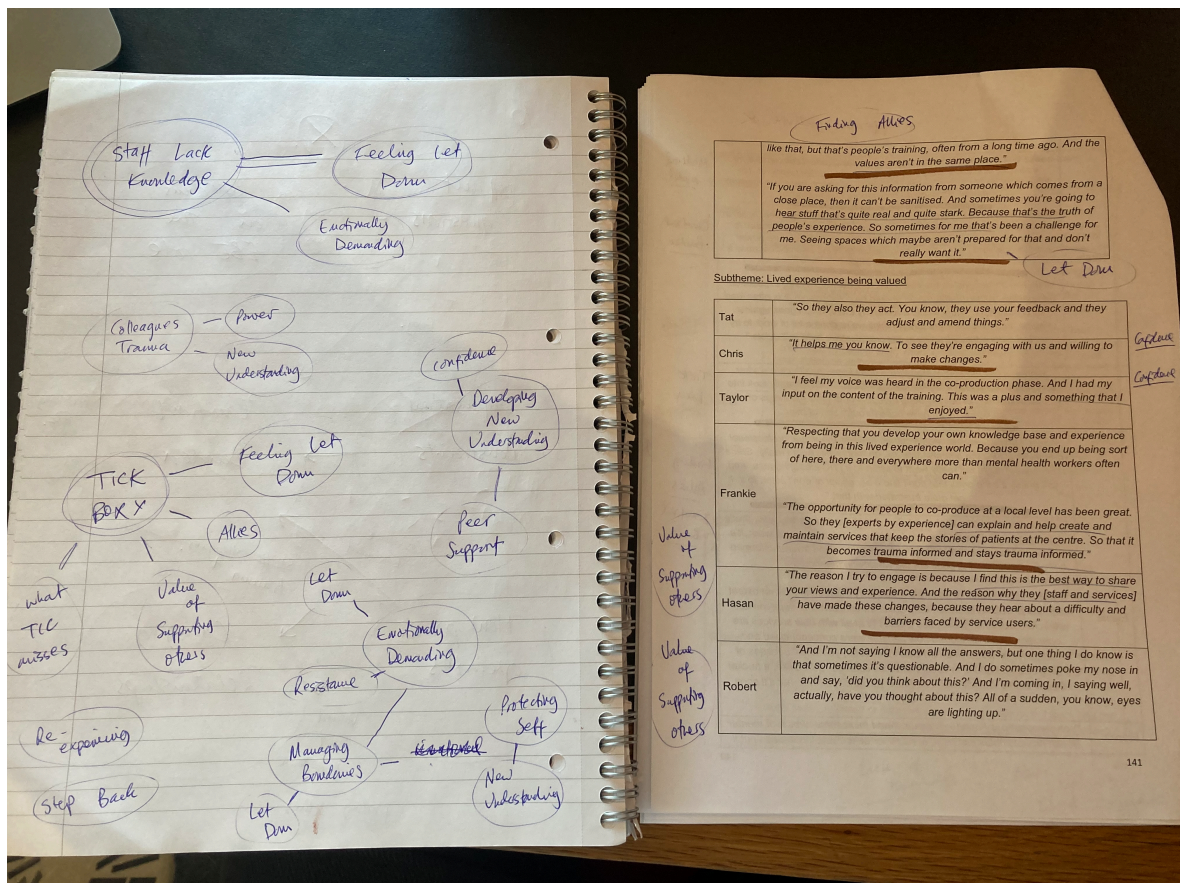 Staff Lack
Knowledge
Feeling Let
Down
Emotionally
Demanding
Colleagues
Trauma
Power
New
Understanding
Confidence
Developing
New
Understanding
Peer
Support
TICK
BOX
Feeling Let
Down
Allies
what
TIC
misses
Value
of
Supporting
others
Let
Down
Emotionally
Demanding
Resistance
Managing
Boundaries
Let
Down
Protecting
Self
New
Understanding
Re-
experiencing
Step Back
Finding Allies
like that, but that's people's training, often from a long time ago. And the
values aren't in the same place.”
“If you are asking for this information from someone which comes from a
close place, then it can't be sanitised. And sometimes you're going to
hear stuff that's quite real and quite stark. Because that's the truth of
people's experience. So sometimes for me that's been a challenge for
me. Seeing spaces which maybe aren't prepared for that and don't
really want it.”
Let Down
Subtheme: Lived experience being valued
Tat
“So they also they act. You know, they use your feedback and they
adjust and amend things.”
Confidence
Chris
“It helps me you know. To see they're engaging with us and willing to
make changes.”
Confidence
Taylor
“I feel my voice was heard in the co-production phase. And I had my
input on the content of the training. This was a plus and something that I
enjoyed.”
Frankie
“Respecting that you develop your own knowledge base and experience
from being in this lived experience world. Because you end up being sort
of here, there and everywhere more than mental health workers often
can.”
“The opportunity for people to co-produce at a local level has been great.
So they [experts by experience] can explain and help create and
maintain services that keep the stories of patients at the centre. So that it
becomes trauma informed and stays trauma informed.”
Value
of
Supporting
others
Hasan
“The reason I try to engage is because I find this is the best way to share
your views and experience. And the reason why they [staff and services]
have made these changes, because they hear about a difficulty and
barriers faced by service users.”
Value
of
Supporting
others
Robert
“And I'm not saying I know all the answers, but one thing I do know is
that sometimes it's questionable. And I do sometimes poke my nose in
and say, 'did you think about this?' And I'm coming in, I saying well,
actually, have you thought about this? All of a sudden, you know, eyes
are lighting up.”
141